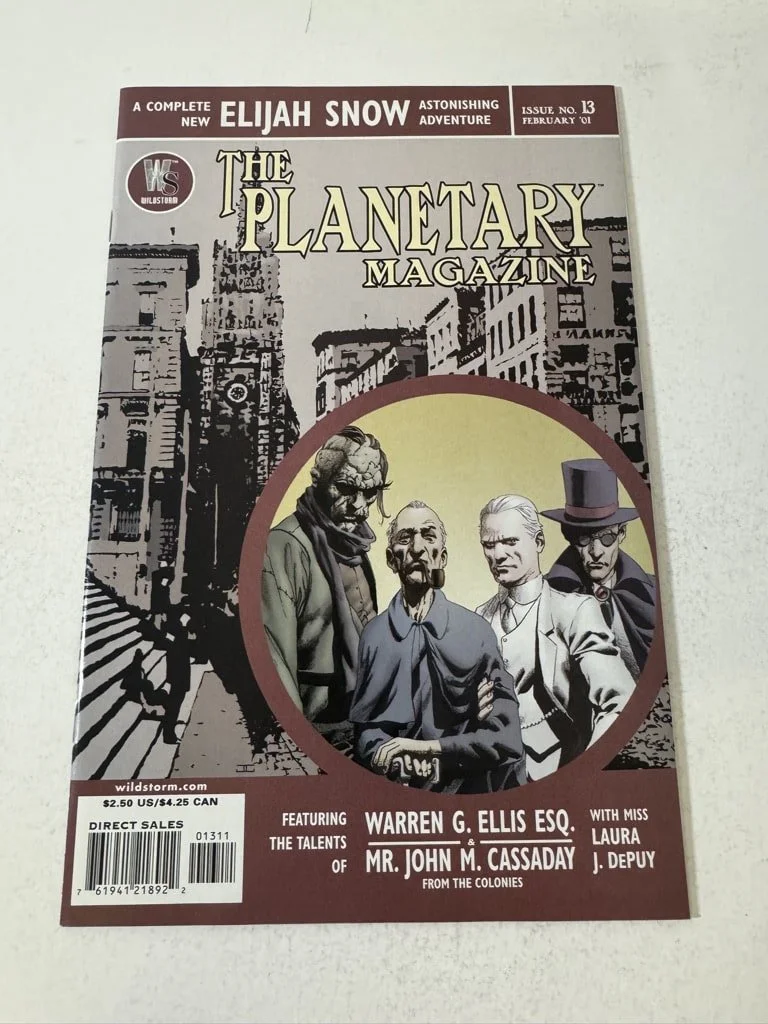 A COMPLETE NEW ELIJAH SNOW ASTONISHING ADVENTURE
ISSUE NO. 13
FEBRUARY '01
WS™
WILDSTORM
THE
PLANETARY™
MAGAZINE
wildstorm.com
$2.50 US/$4.25 CAN
DIRECT SALES
01311
7 61941 21892 2
FEATURING
THE TALENTS
OF
WARREN G. ELLIS ESQ.
&
MR. JOHN M. CASSADAY
FROM THE COLONIES
WITH MISS
LAURA
J. DePUY